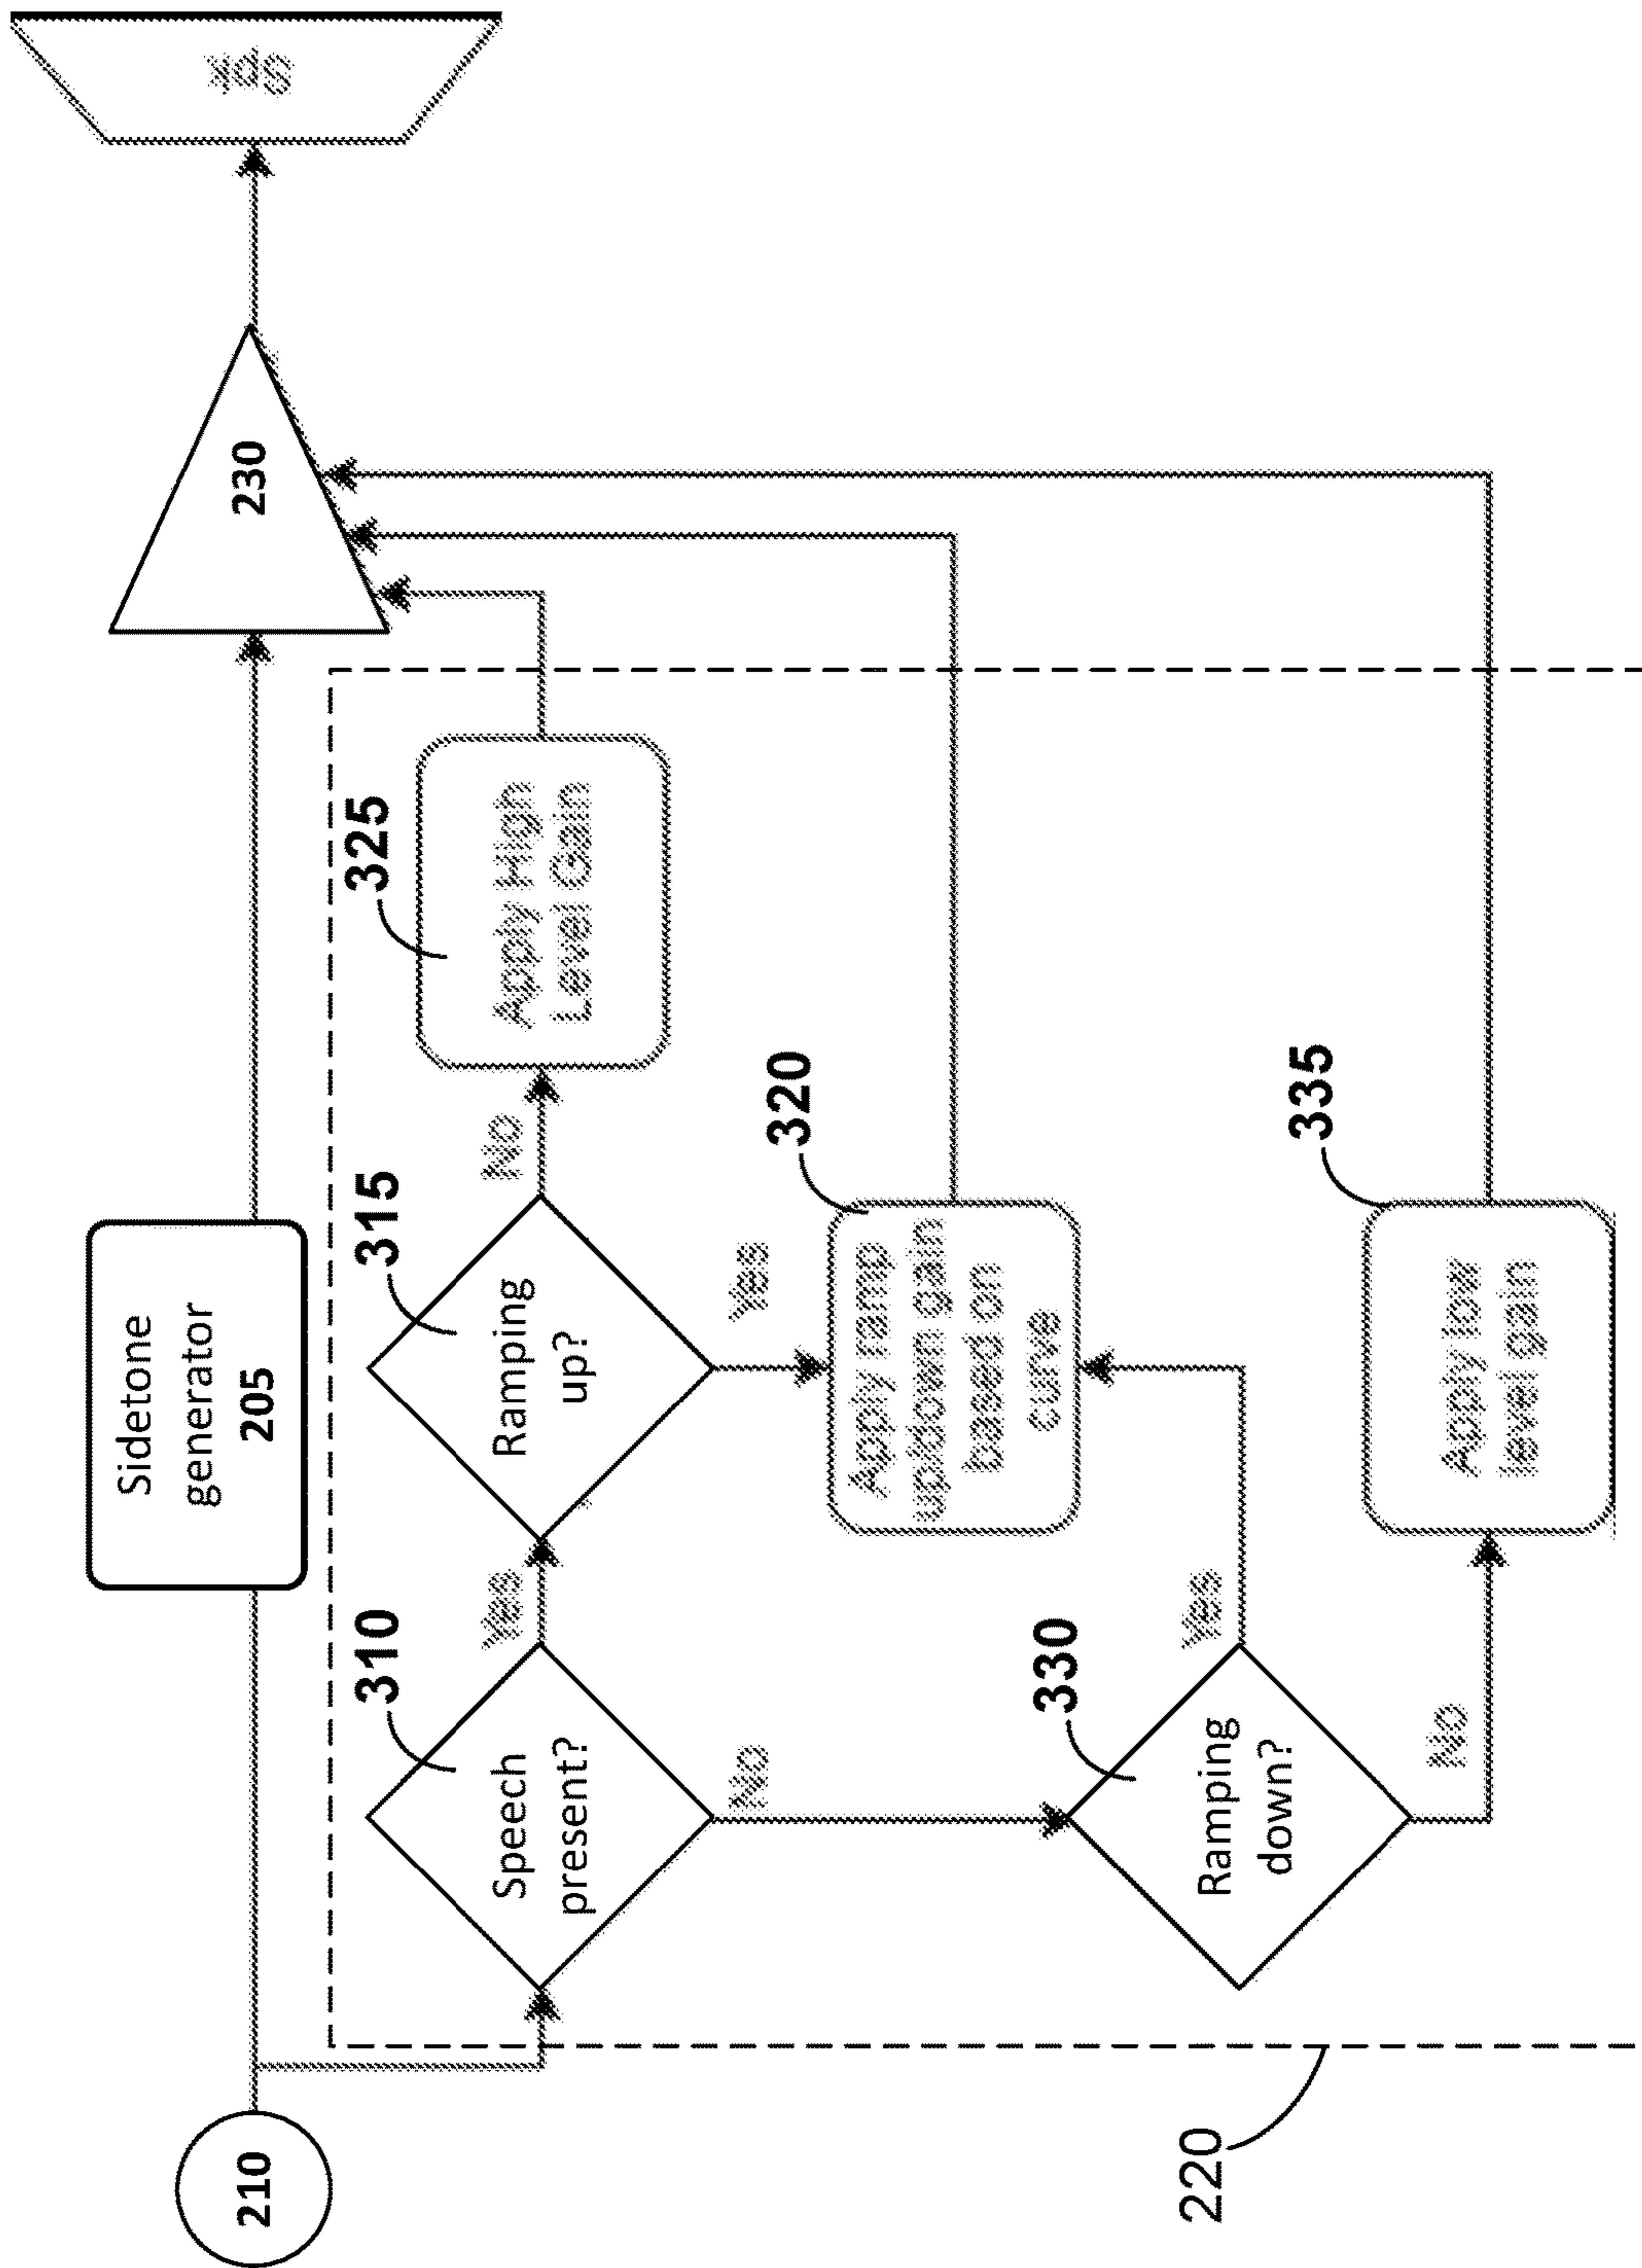 210
Sidetone
generator
205
230
Spk
220
310
Speech
present?
Yes
No
315
Ramping
up?
No
Yes
325
Apply High
Level Gain
320
Apply ramp
up/down gain
based on
curve
330
Ramping
down?
Yes
No
335
Apply low
level gain